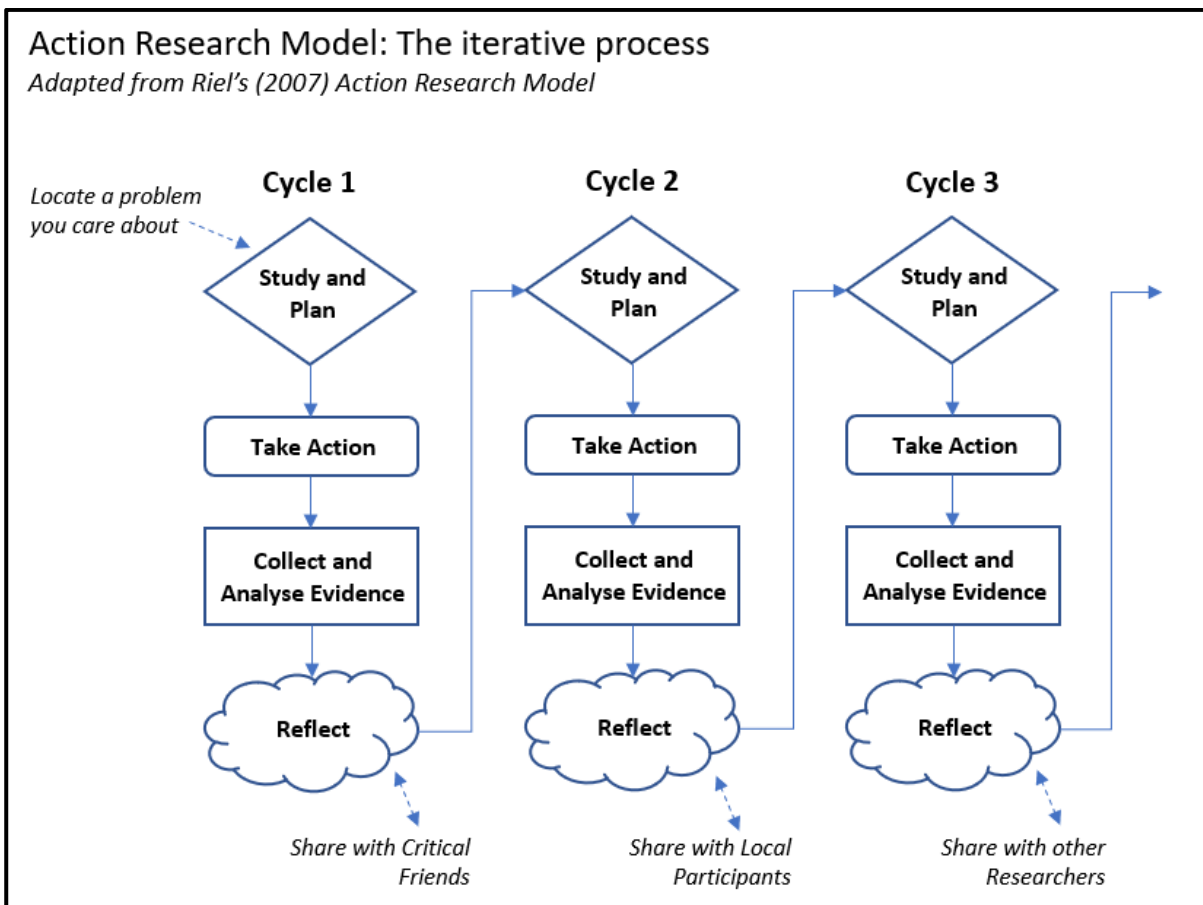 Action Research Model: The iterative process
Adapted from Riel's (2007) Action Research Model
Locate a problem
you care about
Cycle 1
Study and
Plan
Take Action
Collect and
Analyse Evidence
Reflect
Share with Critical
Friends
Cycle 2
Study and
Plan
Take Action
Collect and
Analyse Evidence
Reflect
Share with Local
Participants
Cycle 3
Study and
Plan
Take Action
Collect and
Analyse Evidence
Reflect
Share with other
Researchers